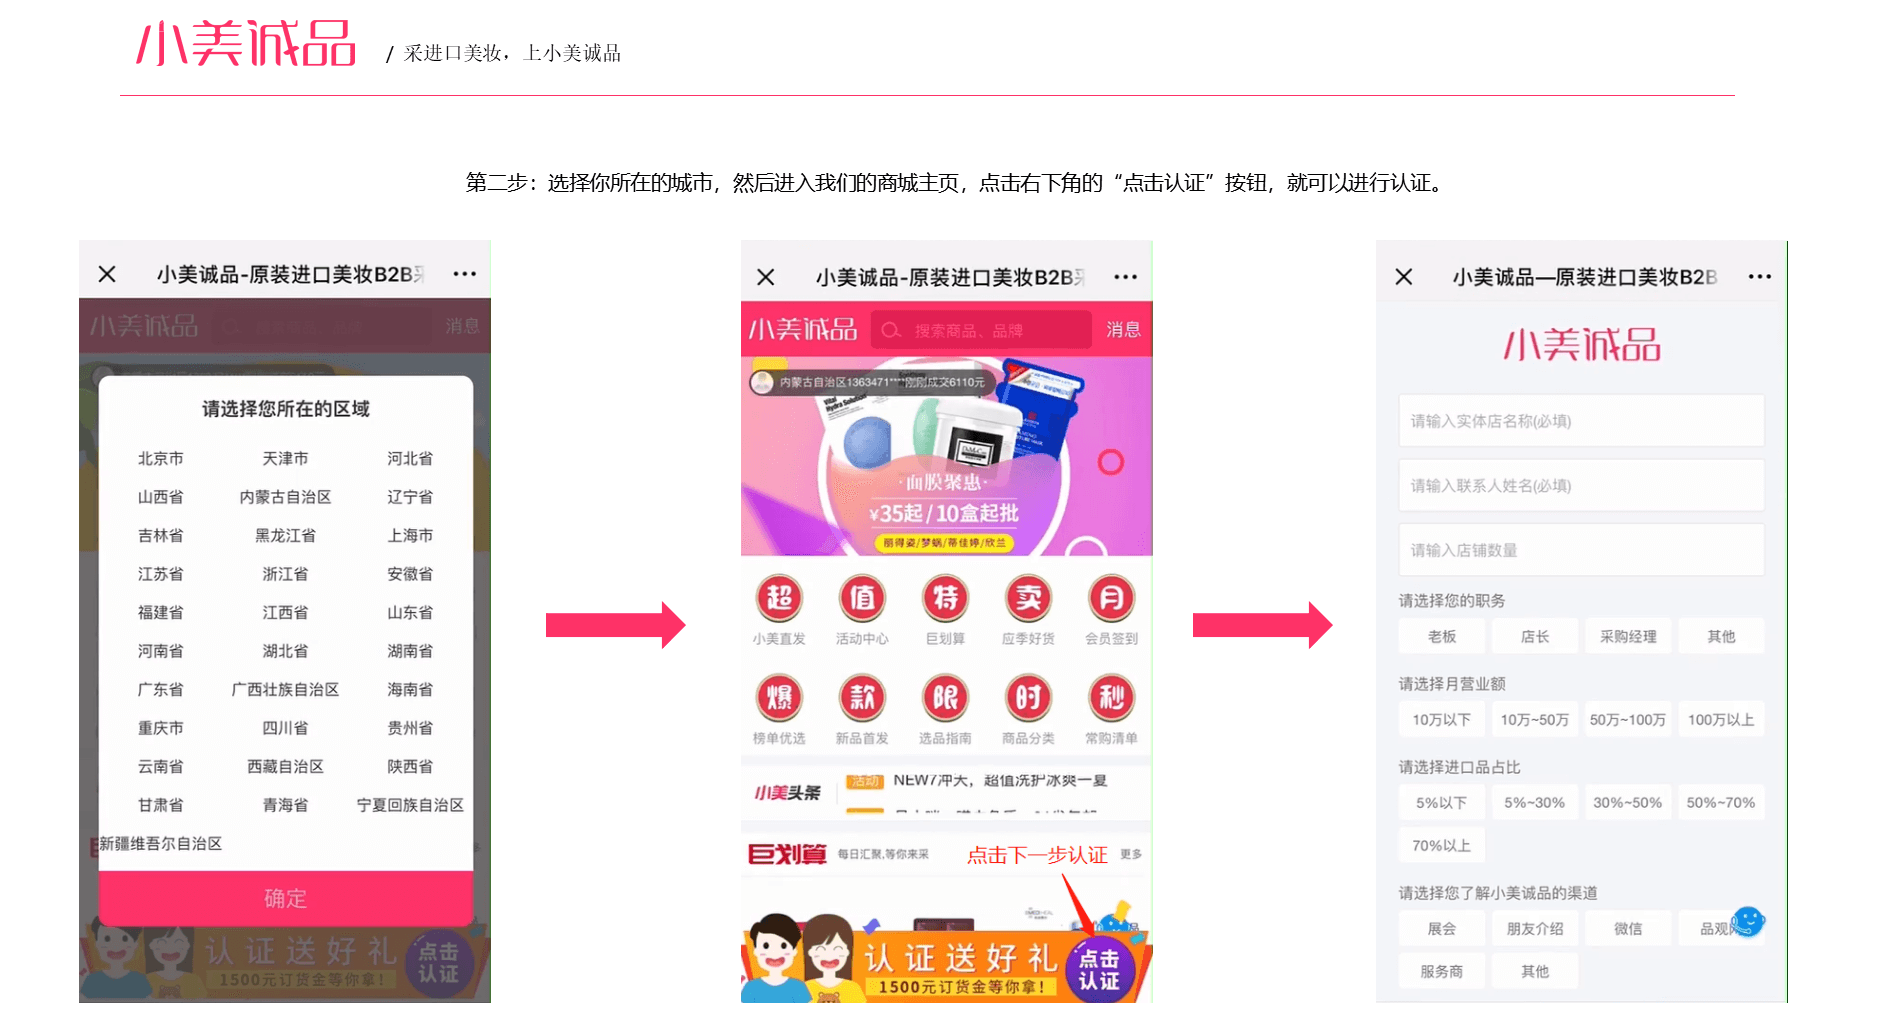 小美诚品 / 采进口美妆，上小美诚品
第二步：选择你所在的城市，然后进入我们的商城主页，点击右下角的“点击认证”按钮，就可以进行认证。
小美诚品-原装进口美妆B2B采
小美诚品 消息
请选择您所在的区域
北京市 天津市 河北省
山西省 内蒙古自治区 辽宁省
吉林省 黑龙江省 上海市
江苏省 浙江省 安徽省
福建省 江西省 山东省
河南省 湖北省 湖南省
广东省 广西壮族自治区 海南省
重庆市 四川省 贵州省
云南省 西藏自治区 陕西省
甘肃省 青海省 宁夏回族自治区
新疆维吾尔自治区
确定
认证送好礼
1500元订货金等你拿！
点击
认证
小美诚品-原装进口美妆B2B采
小美诚品 搜索商品、品牌 消息
内蒙古自治区1363471****刚刚成交6110元
Vital
Hydra Solution
·面膜聚惠·
¥35起/10盒起批
丽得姿/梦蜗/蒂佳婷/欣兰
超 值 特 卖 月
小美直发 活动中心 巨划算 应季好货 会员签到
爆 款 限 时 秒
榜单优选 新品首发 选品指南 商品分类 常购清单
小美头条 活动 NEW7冲天，超值洗护冰爽一夏
巨划算 每日汇聚,等你来采 点击下一步认证 更多
认证送好礼
1500元订货金等你拿！
点击
认证
小美诚品—原装进口美妆B2B
小美诚品
请输入实体店名称(必填)
请输入联系人姓名(必填)
请输入店铺数量
请选择您的职务
老板 店长 采购经理 其他
请选择月营业额
10万以下 10万~50万 50万~100万 100万以上
请选择进口品占比
5%以下 5%~30% 30%~50% 50%~70%
70%以上
请选择您了解小美诚品的渠道
展会 朋友介绍 微信 品观
服务商 其他